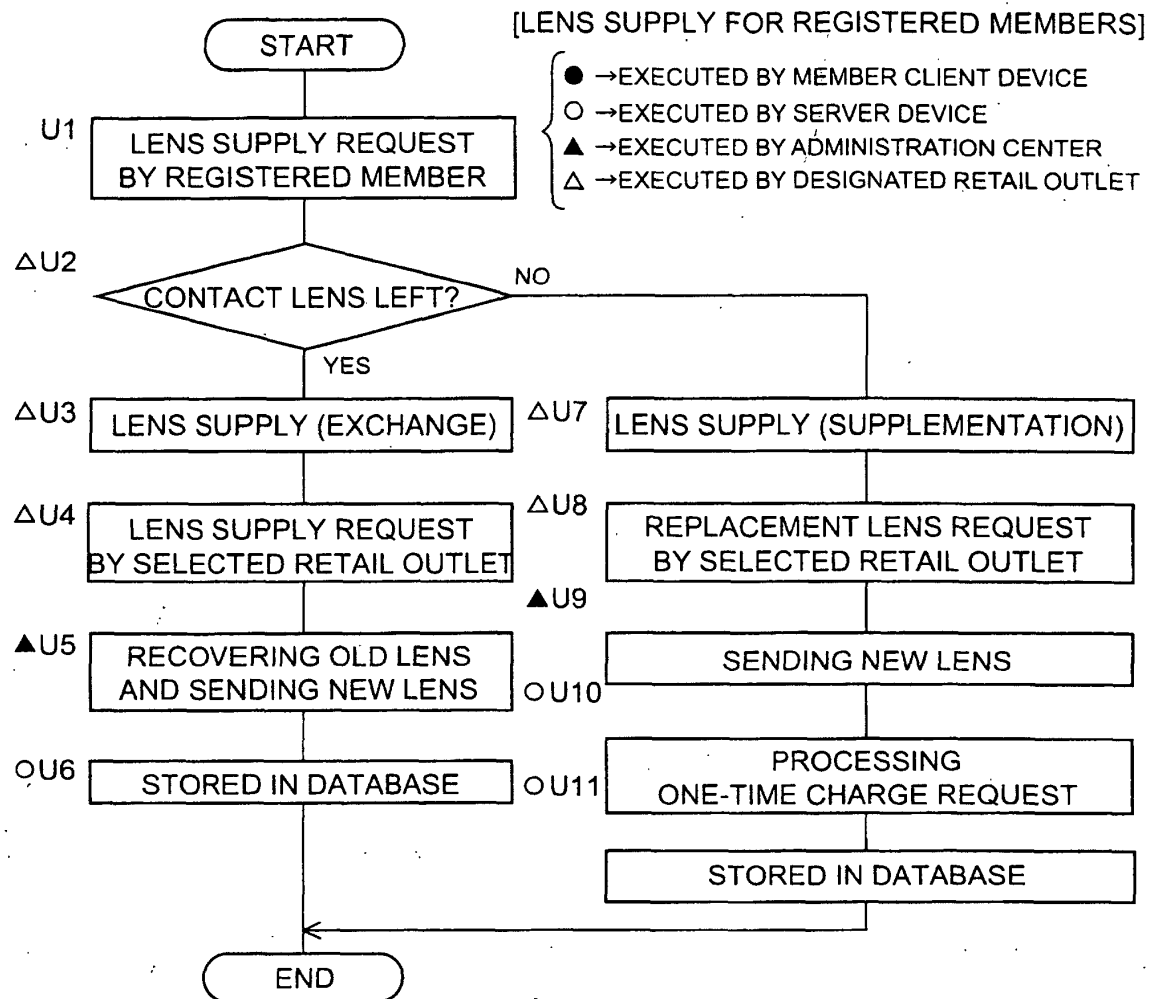 START
[LENS SUPPLY FOR REGISTERED MEMBERS]
● →EXECUTED BY MEMBER CLIENT DEVICE
○ →EXECUTED BY SERVER DEVICE
▲ →EXECUTED BY ADMINISTRATION CENTER
△ →EXECUTED BY DESIGNATED RETAIL OUTLET
U1
LENS SUPPLY REQUEST
BY REGISTERED MEMBER
△U2
CONTACT LENS LEFT?
NO
YES
△U3
LENS SUPPLY (EXCHANGE)
△U4
LENS SUPPLY REQUEST
BY SELECTED RETAIL OUTLET
▲U5
RECOVERING OLD LENS
AND SENDING NEW LENS
○U6
STORED IN DATABASE
△U7
LENS SUPPLY (SUPPLEMENTATION)
△U8
REPLACEMENT LENS REQUEST
BY SELECTED RETAIL OUTLET
▲U9
SENDING NEW LENS
○U10
PROCESSING
ONE-TIME CHARGE REQUEST
○U11
STORED IN DATABASE
END